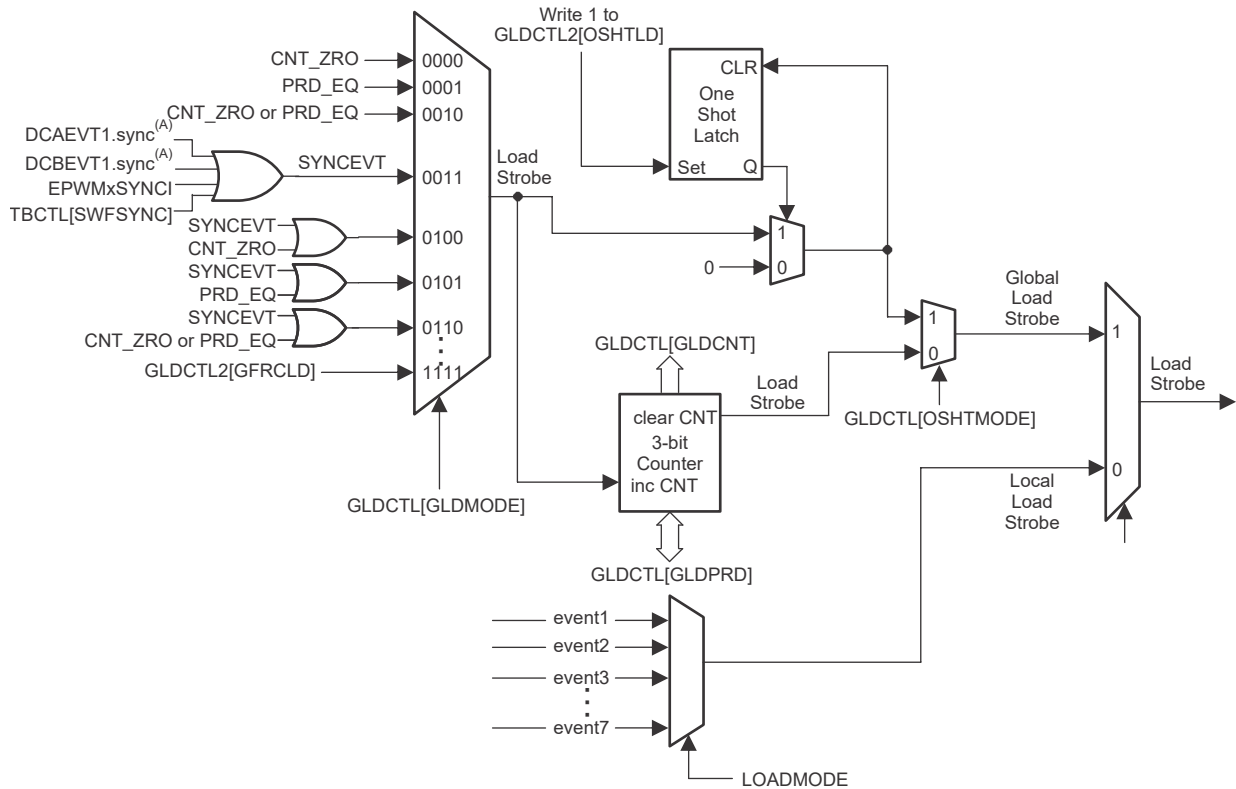 Write 1 to
GLDCTL2[OSHTLD]
CNT_ZRO
0000
PRD_EQ
0001
CNT_ZRO or PRD_EQ
0010
DCAEVT1.sync(A)
DCBEVT1.sync(A)
EPWMxSYNCI
TBCTL[SWFSYNC]
SYNCEVT
0011
SYNCEVT
CNT_ZRO
0100
SYNCEVT
PRD_EQ
0101
SYNCEVT
CNT_ZRO or PRD_EQ
0110
GLDCTL2[GFRCLD]
1111
GLDCTL[GLDMODE]
Load
Strobe
CLR
One
Shot
Latch
Set
Q
1
0
0
GLDCTL[GLDCNT]
clear CNT
3-bit
Counter
inc CNT
GLDCTL[GLDPRD]
Load
Strobe
1
0
GLDCTL[OSHTMODE]
Global
Load
Strobe
1
0
Local
Load
Strobe
Load
Strobe
event1
event2
event3
event7
LOADMODE